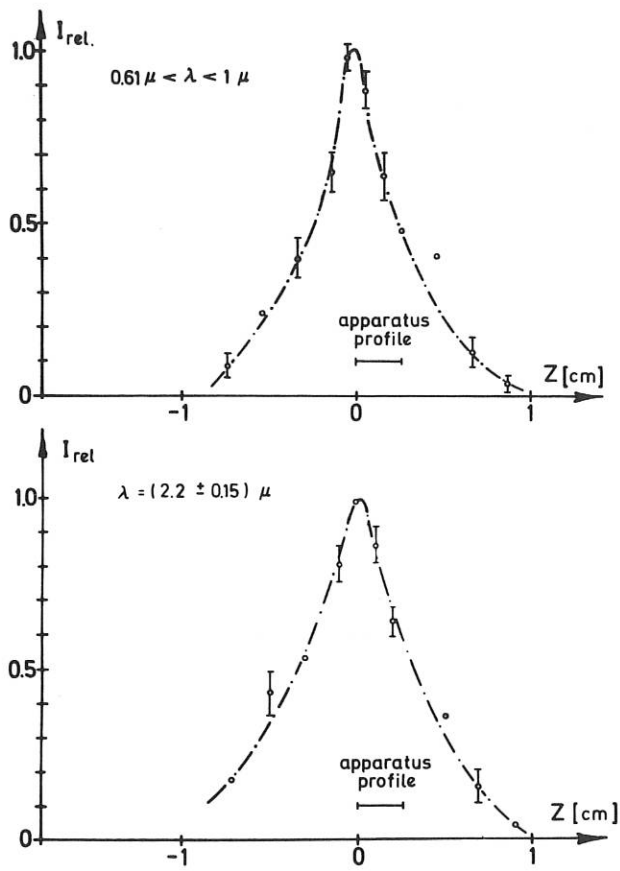 I rel.
1.0
0.61 μ < λ < 1 μ
0.5
apparatus
profile
Z [cm]
0
-1
0
1
I rel
1.0
λ = (2.2 ± 0.15) μ
0.5
apparatus
profile
Z [cm]
0
-1
0
1